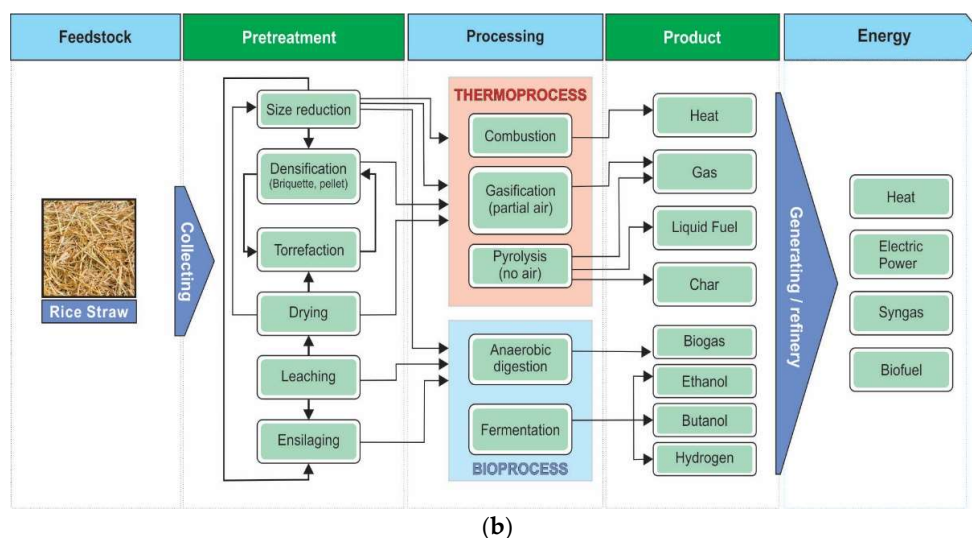 Feedstock
Pretreatment
Processing
Product
Energy
Rice Straw
Collecting
Size reduction
Densification
(Briquette, pellet)
Torrefaction
Drying
Leaching
Ensilaging
THERMOPROCESS
Combustion
Gasification
(partial air)
Pyrolysis
(no air)
Anaerobic
digestion
Fermentation
BIOPROCESS
Heat
Gas
Liquid Fuel
Char
Biogas
Ethanol
Butanol
Hydrogen
Generating / refinery
Heat
Electric
Power
Syngas
Biofuel
(b)